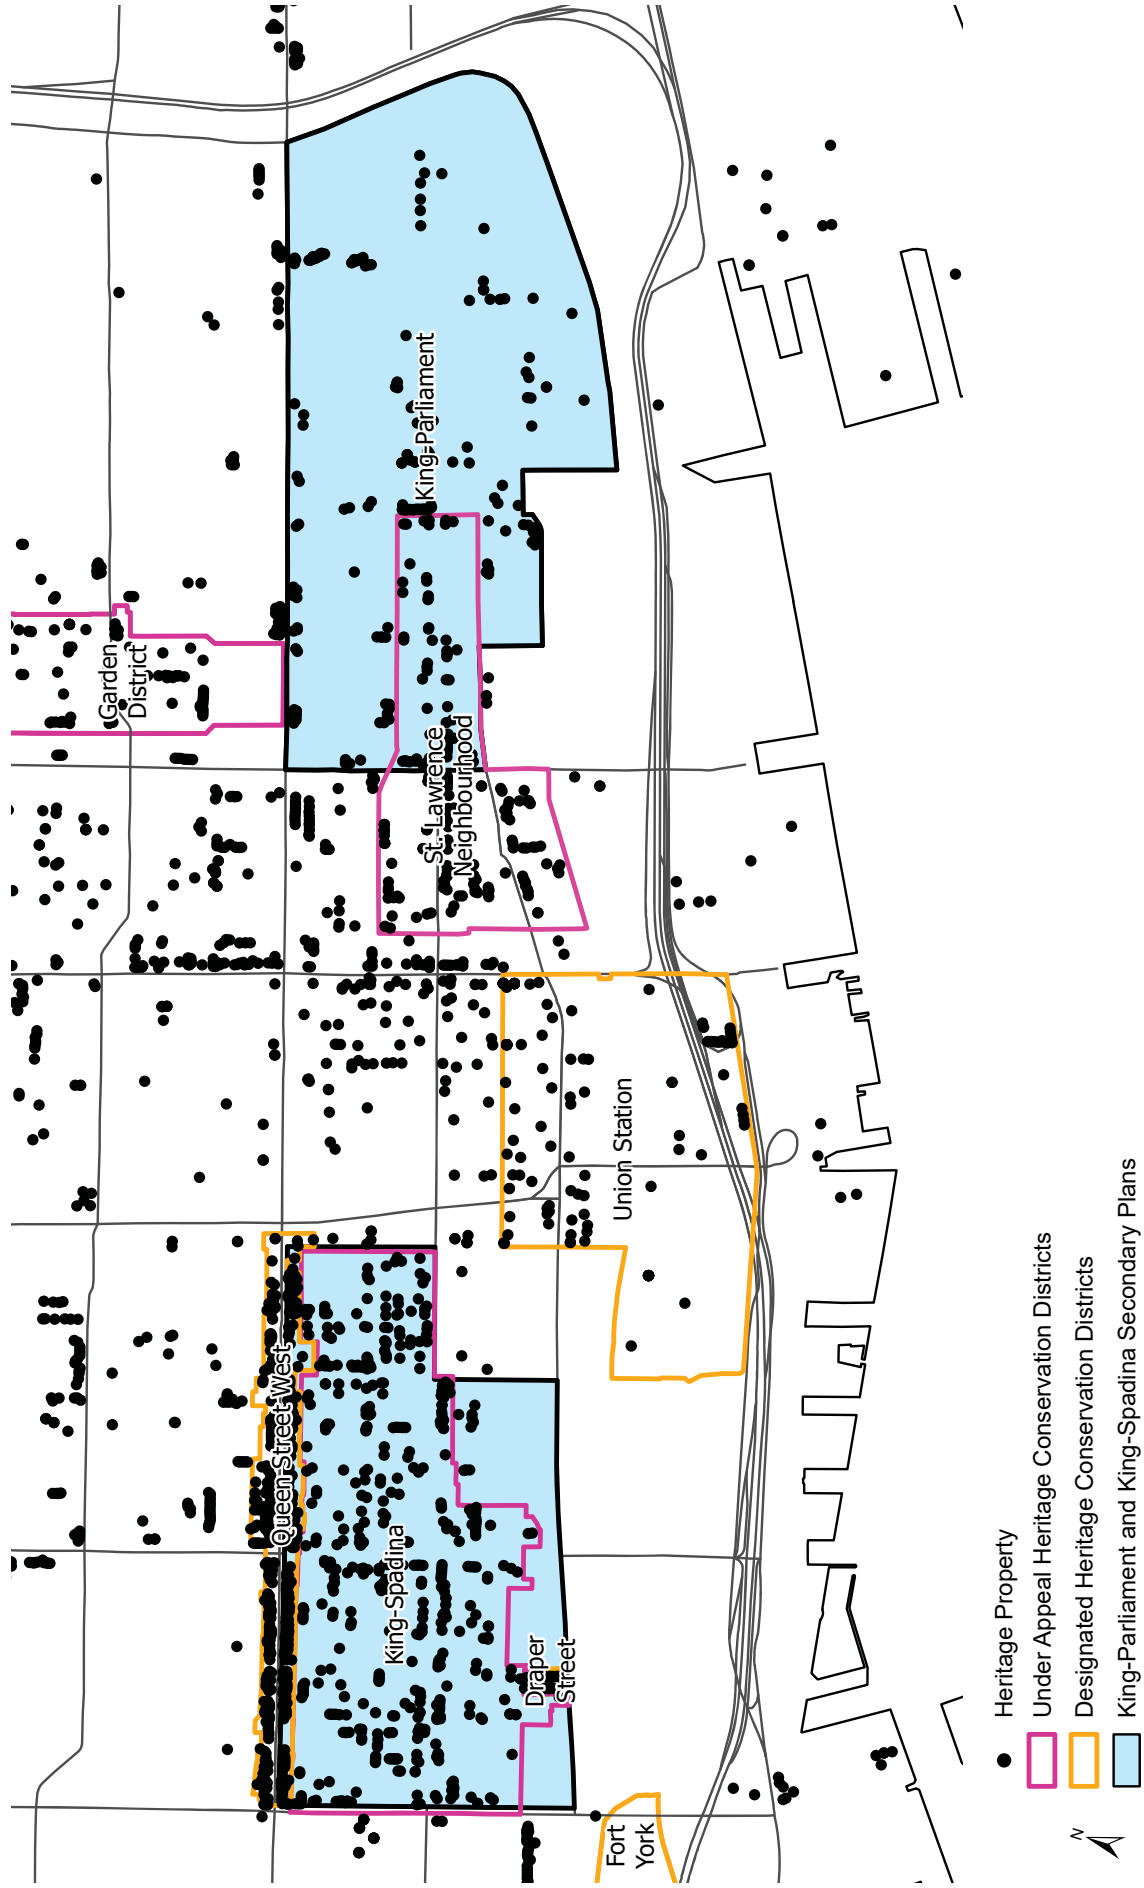 Garden
District
King-Parliament
St. Lawrence
Neighbourhood
Union Station
Queen Street West
King-Spadina
Draper
Street
Fort
York
N
Heritage Property
Under Appeal Heritage Conservation Districts
Designated Heritage Conservation Districts
King-Parliament and King-Spadina Secondary Plans